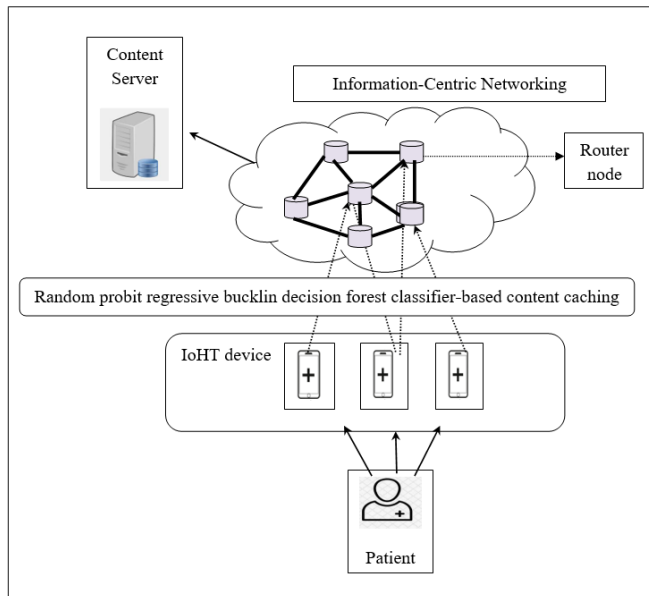 Content
Server
Information-Centric Networking
Router
node
Random probit regressive bucklin decision forest classifier-based content caching
IoHT device
Patient